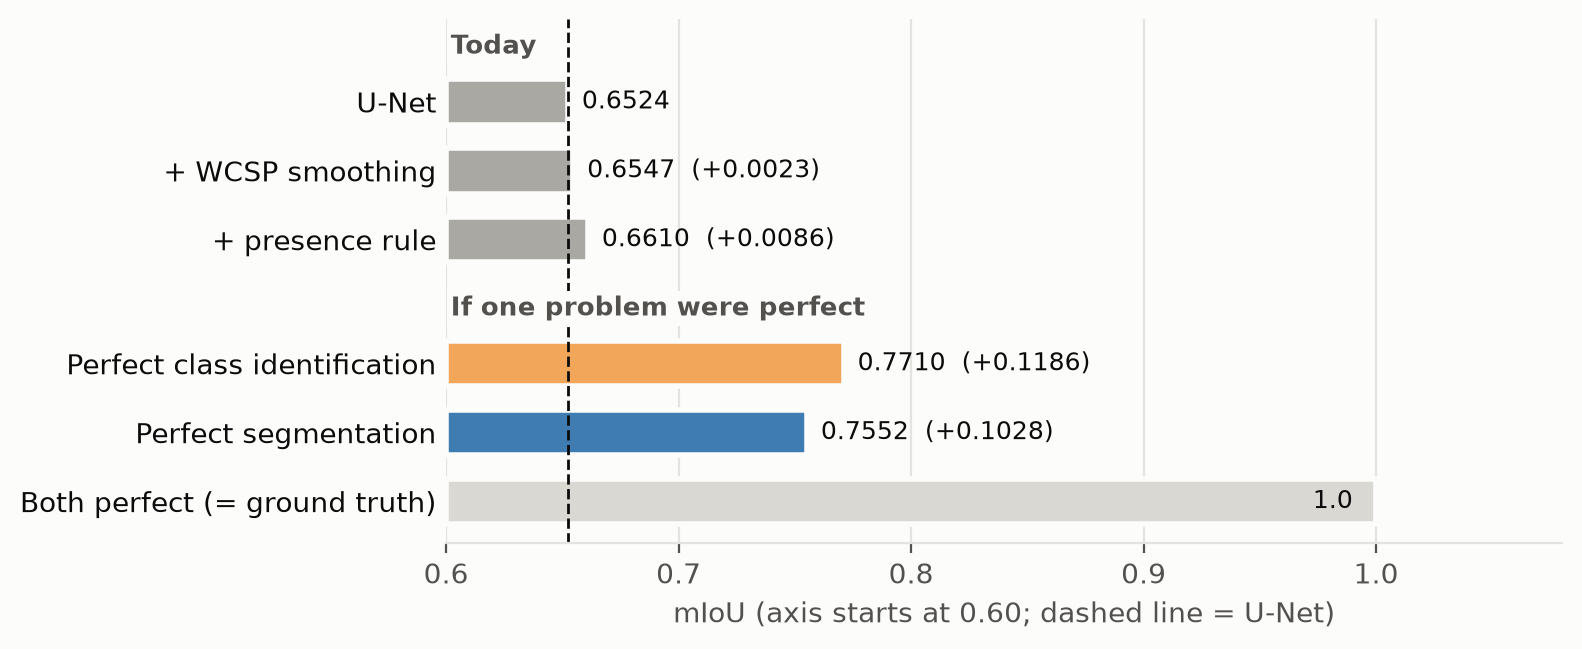 Today
U-Net 0.6524
+ WCSP smoothing 0.6547 (+0.0023)
+ presence rule 0.6610 (+0.0086)
If one problem were perfect
Perfect class identification 0.7710 (+0.1186)
Perfect segmentation 0.7552 (+0.1028)
Both perfect (= ground truth) 1.0
0.6 0.7 0.8 0.9 1.0
mIoU (axis starts at 0.60; dashed line = U-Net)